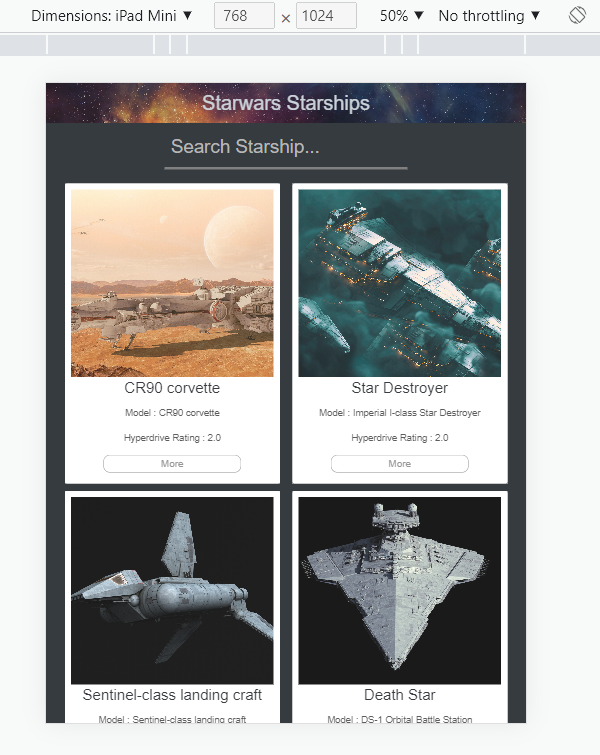 Dimensions: iPad Mini ▼ 768 × 1024 50% ▼ No throttling ▼
Starwars Starships
Search Starship...
CR90 corvette
Model : CR90 corvette
Hyperdrive Rating : 2.0
More
Star Destroyer
Model : Imperial I-class Star Destroyer
Hyperdrive Rating : 2.0
More
Sentinel-class landing craft
Model : Sentinel-class landing craft
Death Star
Model : DS-1 Orbital Battle Station